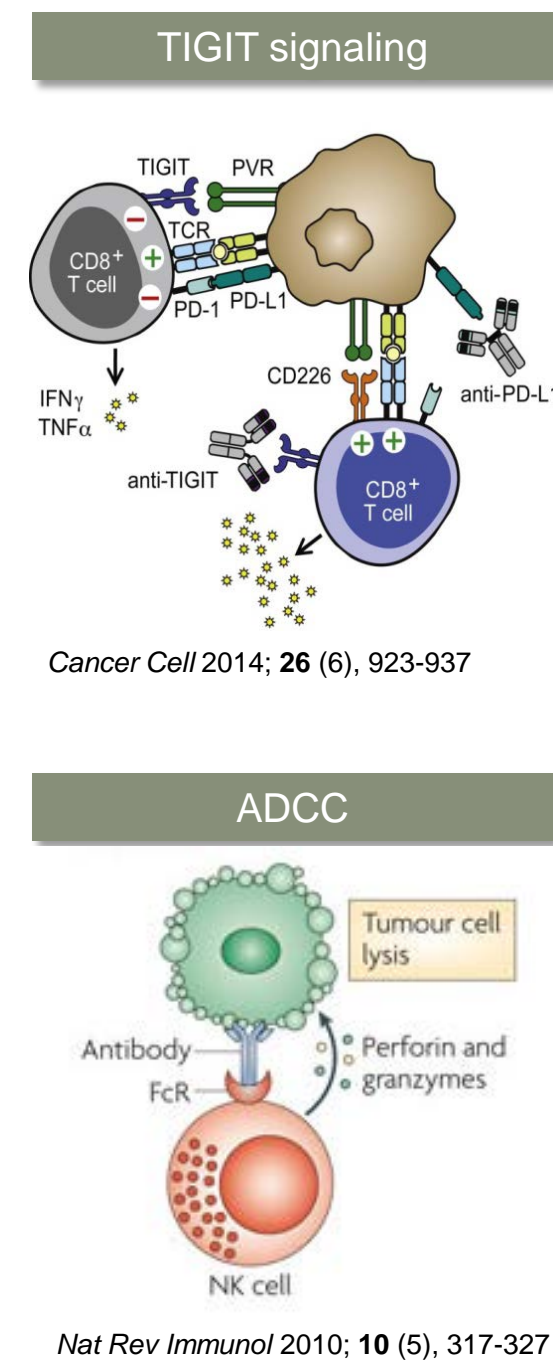 TIGIT signaling
TIGIT PVR
TCR
CD8+
T cell
PD-1 PD-L1
IFNγ
TNFα
CD226
anti-PD-L1
anti-TIGIT
CD8+
T cell
Cancer Cell 2014; 26 (6), 923-937
ADCC
Tumour cell
lysis
Antibody
Perforin and
granzymes
FcR
NK cell
Nat Rev Immunol 2010; 10 (5), 317-327